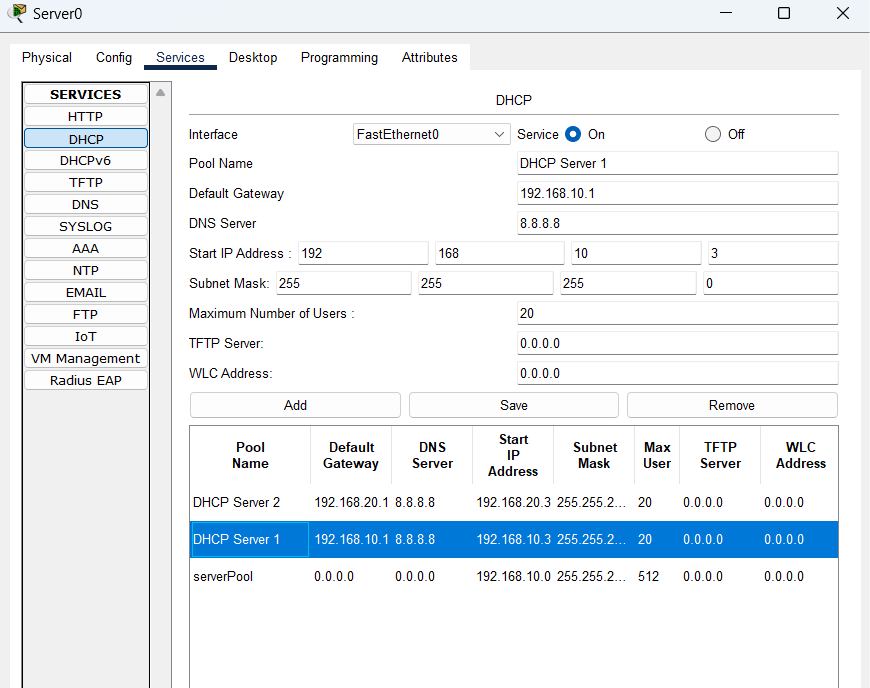 Server0
Physical Config Services Desktop Programming Attributes
SERVICES
HTTP
DHCP
DHCPv6
TFTP
DNS
SYSLOG
AAA
NTP
EMAIL
FTP
IoT
VM Management
Radius EAP
DHCP
Interface FastEthernet0 Service On Off
Pool Name DHCP Server 1
Default Gateway 192.168.10.1
DNS Server 8.8.8.8
Start IP Address : 192 168 10 3
Subnet Mask: 255 255 255 0
Maximum Number of Users : 20
TFTP Server: 0.0.0.0
WLC Address: 0.0.0.0
Add Save Remove
Pool Name Default Gateway DNS Server Start IP Address Subnet Mask Max User TFTP Server WLC Address
DHCP Server 2 192.168.20.1 8.8.8.8 192.168.20.3 255.255.2... 20 0.0.0.0 0.0.0.0
DHCP Server 1 192.168.10.1 8.8.8.8 192.168.10.3 255.255.2... 20 0.0.0.0 0.0.0.0
serverPool 0.0.0.0 0.0.0.0 192.168.10.0 255.255.2... 512 0.0.0.0 0.0.0.0